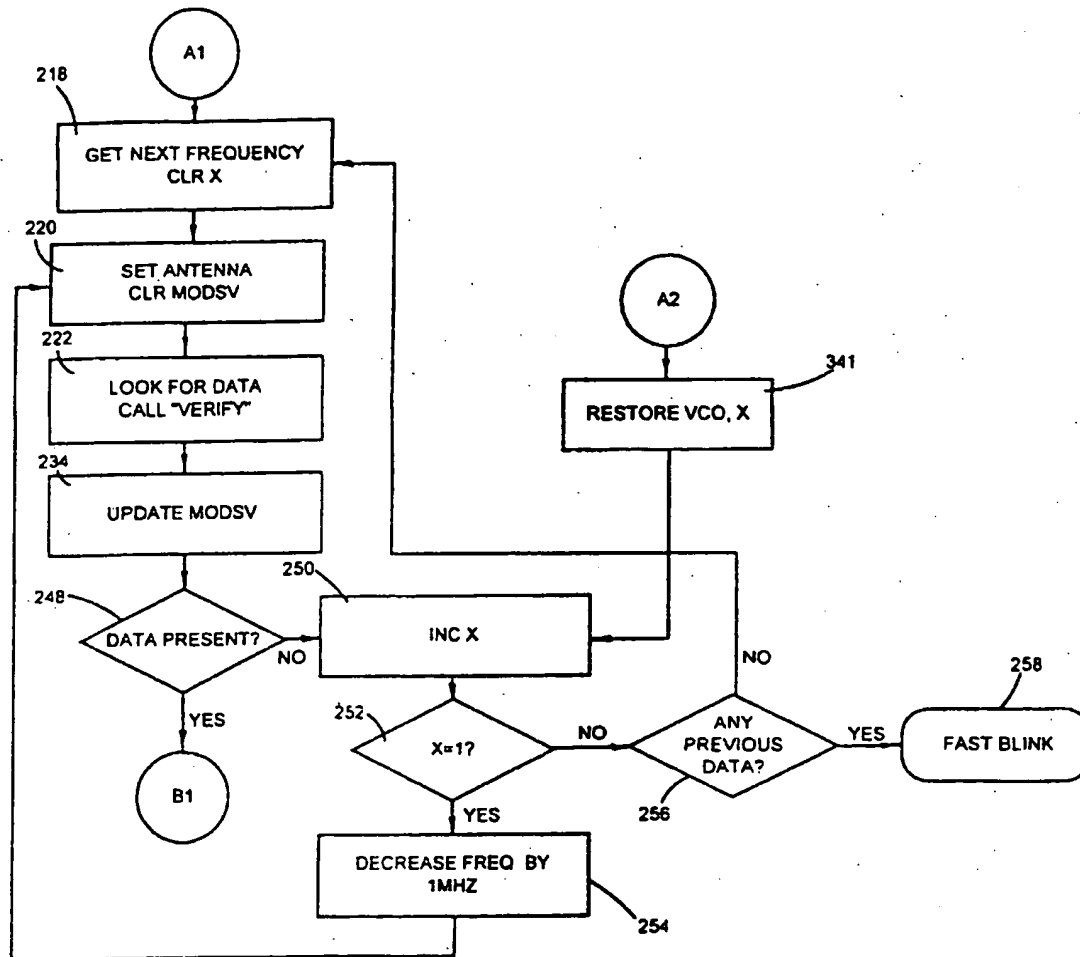 A1
218
GET NEXT FREQUENCY
CLR X
220
SET ANTENNA
CLR MODSV
A2
222
LOOK FOR DATA
CALL "VERIFY"
341
RESTORE VCO, X
234
UPDATE MODSV
248
DATA PRESENT?
NO
YES
B1
250
INC X
252
X=1?
NO
YES
NO
ANY
PREVIOUS
DATA?
256
YES
258
FAST BLINK
DECREASE FREQ BY
1MHZ
254